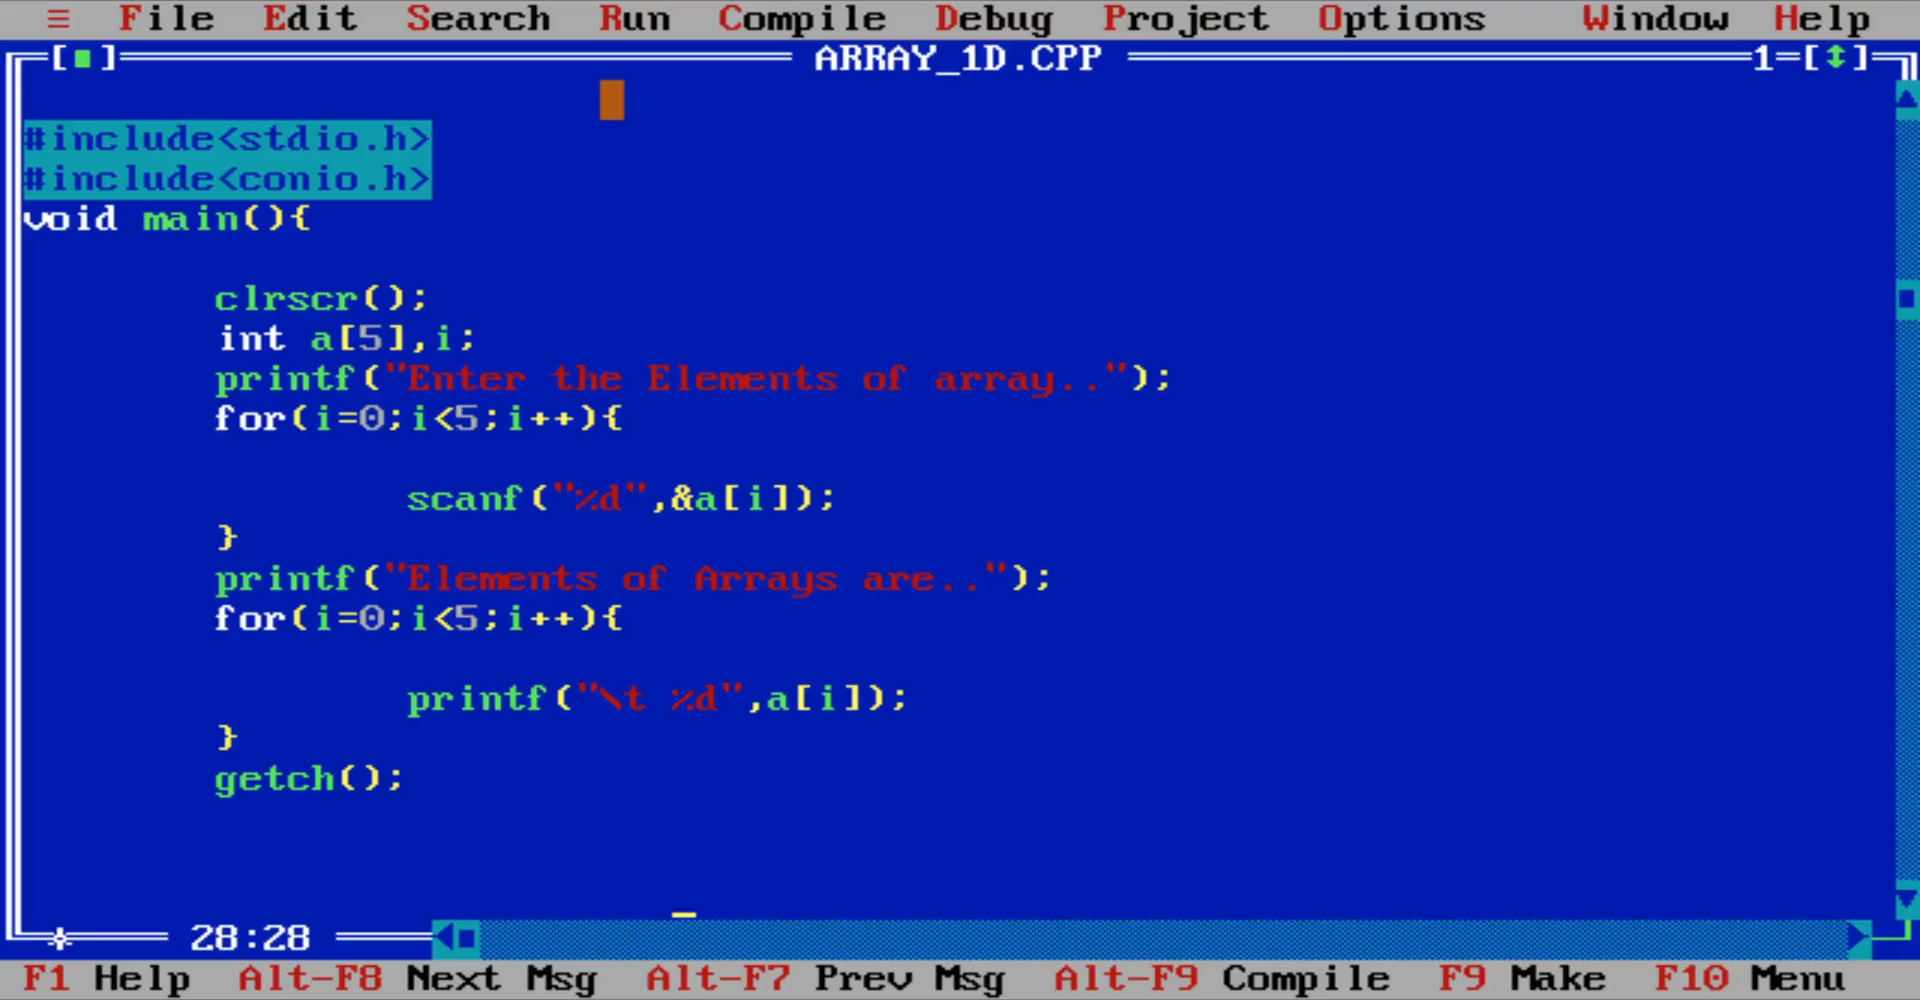 ≡ File Edit Search Run Compile Debug Project Options Window Help
[■] ARRAY_1D.CPP 1=[↕]
#include<stdio.h>
#include<conio.h>
void main(){
clrscr();
int a[5],i;
printf("Enter the Elements of array..");
for(i=0;i<5;i++){
scanf("%d",&a[i]);
}
printf("Elements of Arrays are..");
for(i=0;i<5;i++){
printf("\t %d",a[i]);
}
getch();
28:28
F1 Help Alt-F8 Next Msg Alt-F7 Prev Msg Alt-F9 Compile F9 Make F10 Menu